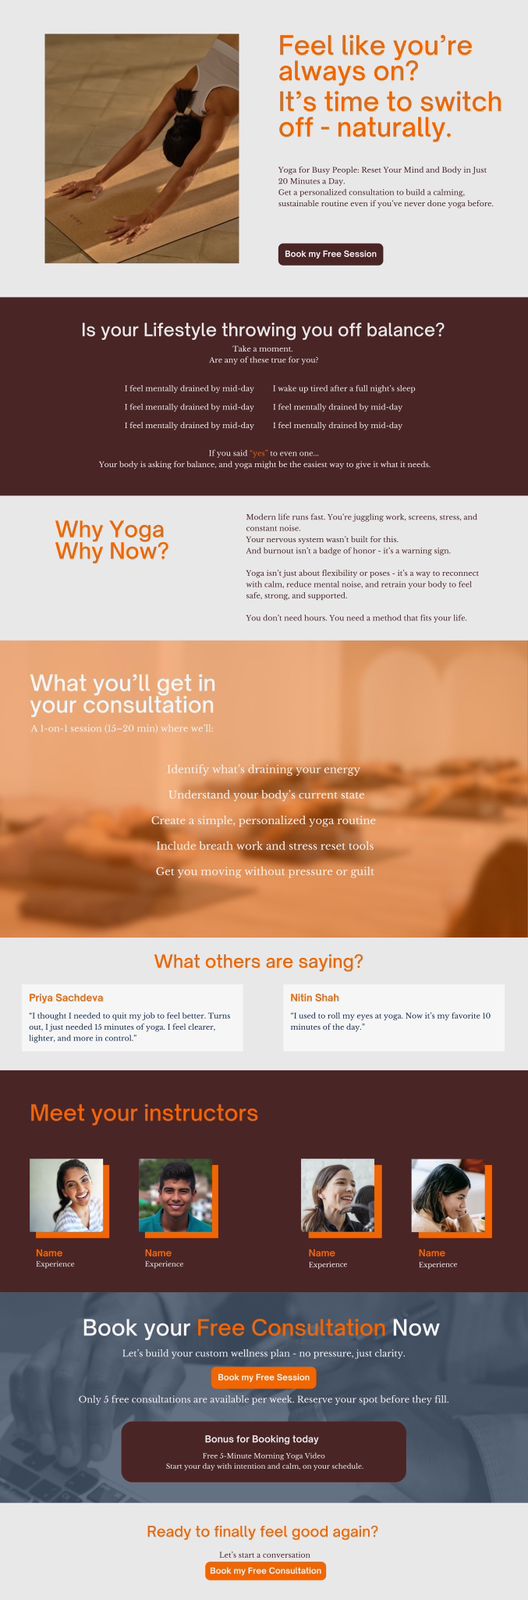 Feel like you're
always on?
It's time to switch
off - naturally.
Yoga for Busy People: Reset Your Mind and Body in Just
20 Minutes a Day.
Get a personalized consultation to build a calming,
sustainable routine even if you've never done yoga before.
Book my Free Session
Is your Lifestyle throwing you off balance?
Take a moment.
Are any of these true for you?
I feel mentally drained by mid-day
I wake up tired after a full night's sleep
I feel mentally drained by mid-day
I feel mentally drained by mid-day
I feel mentally drained by mid-day
I feel mentally drained by mid-day
If you said "yes" to even one...
Your body is asking for balance, and yoga might be the easiest way to give it what it needs.
Why Yoga
Why Now?
Modern life runs fast. You're juggling work, screens, stress, and
constant noise.
Your nervous system wasn't built for this.
And burnout isn't a badge of honor - it's a warning sign.
Yoga isn't just about flexibility or poses - it's a way to reconnect
with calm, reduce mental noise, and retrain your body to feel
safe, strong, and supported.
You don't need hours. You need a method that fits your life.
What you'll get in
your consultation
A 1-on-1 session (15–20 min) where we'll:
Identify what's draining your energy
Understand your body's current state
Create a simple, personalized yoga routine
Include breath work and stress reset tools
Get you moving without pressure or guilt
What others are saying?
Priya Sachdeva
"I thought I needed to quit my job to feel better. Turns
out, I just needed 15 minutes of yoga. I feel clearer,
lighter, and more in control."
Nitin Shah
"I used to roll my eyes at yoga. Now it's my favorite 10
minutes of the day."
Meet your instructors
Name
Experience
Name
Experience
Name
Experience
Name
Experience
Book your Free Consultation Now
Let's build your custom wellness plan - no pressure, just clarity.
Book my Free Session
Only 5 free consultations are available per week. Reserve your spot before they fill.
Bonus for Booking today
Free 5-Minute Morning Yoga Video
Start your day with intention and calm, on your schedule.
Ready to finally feel good again?
Let's start a conversation
Book my Free Consultation